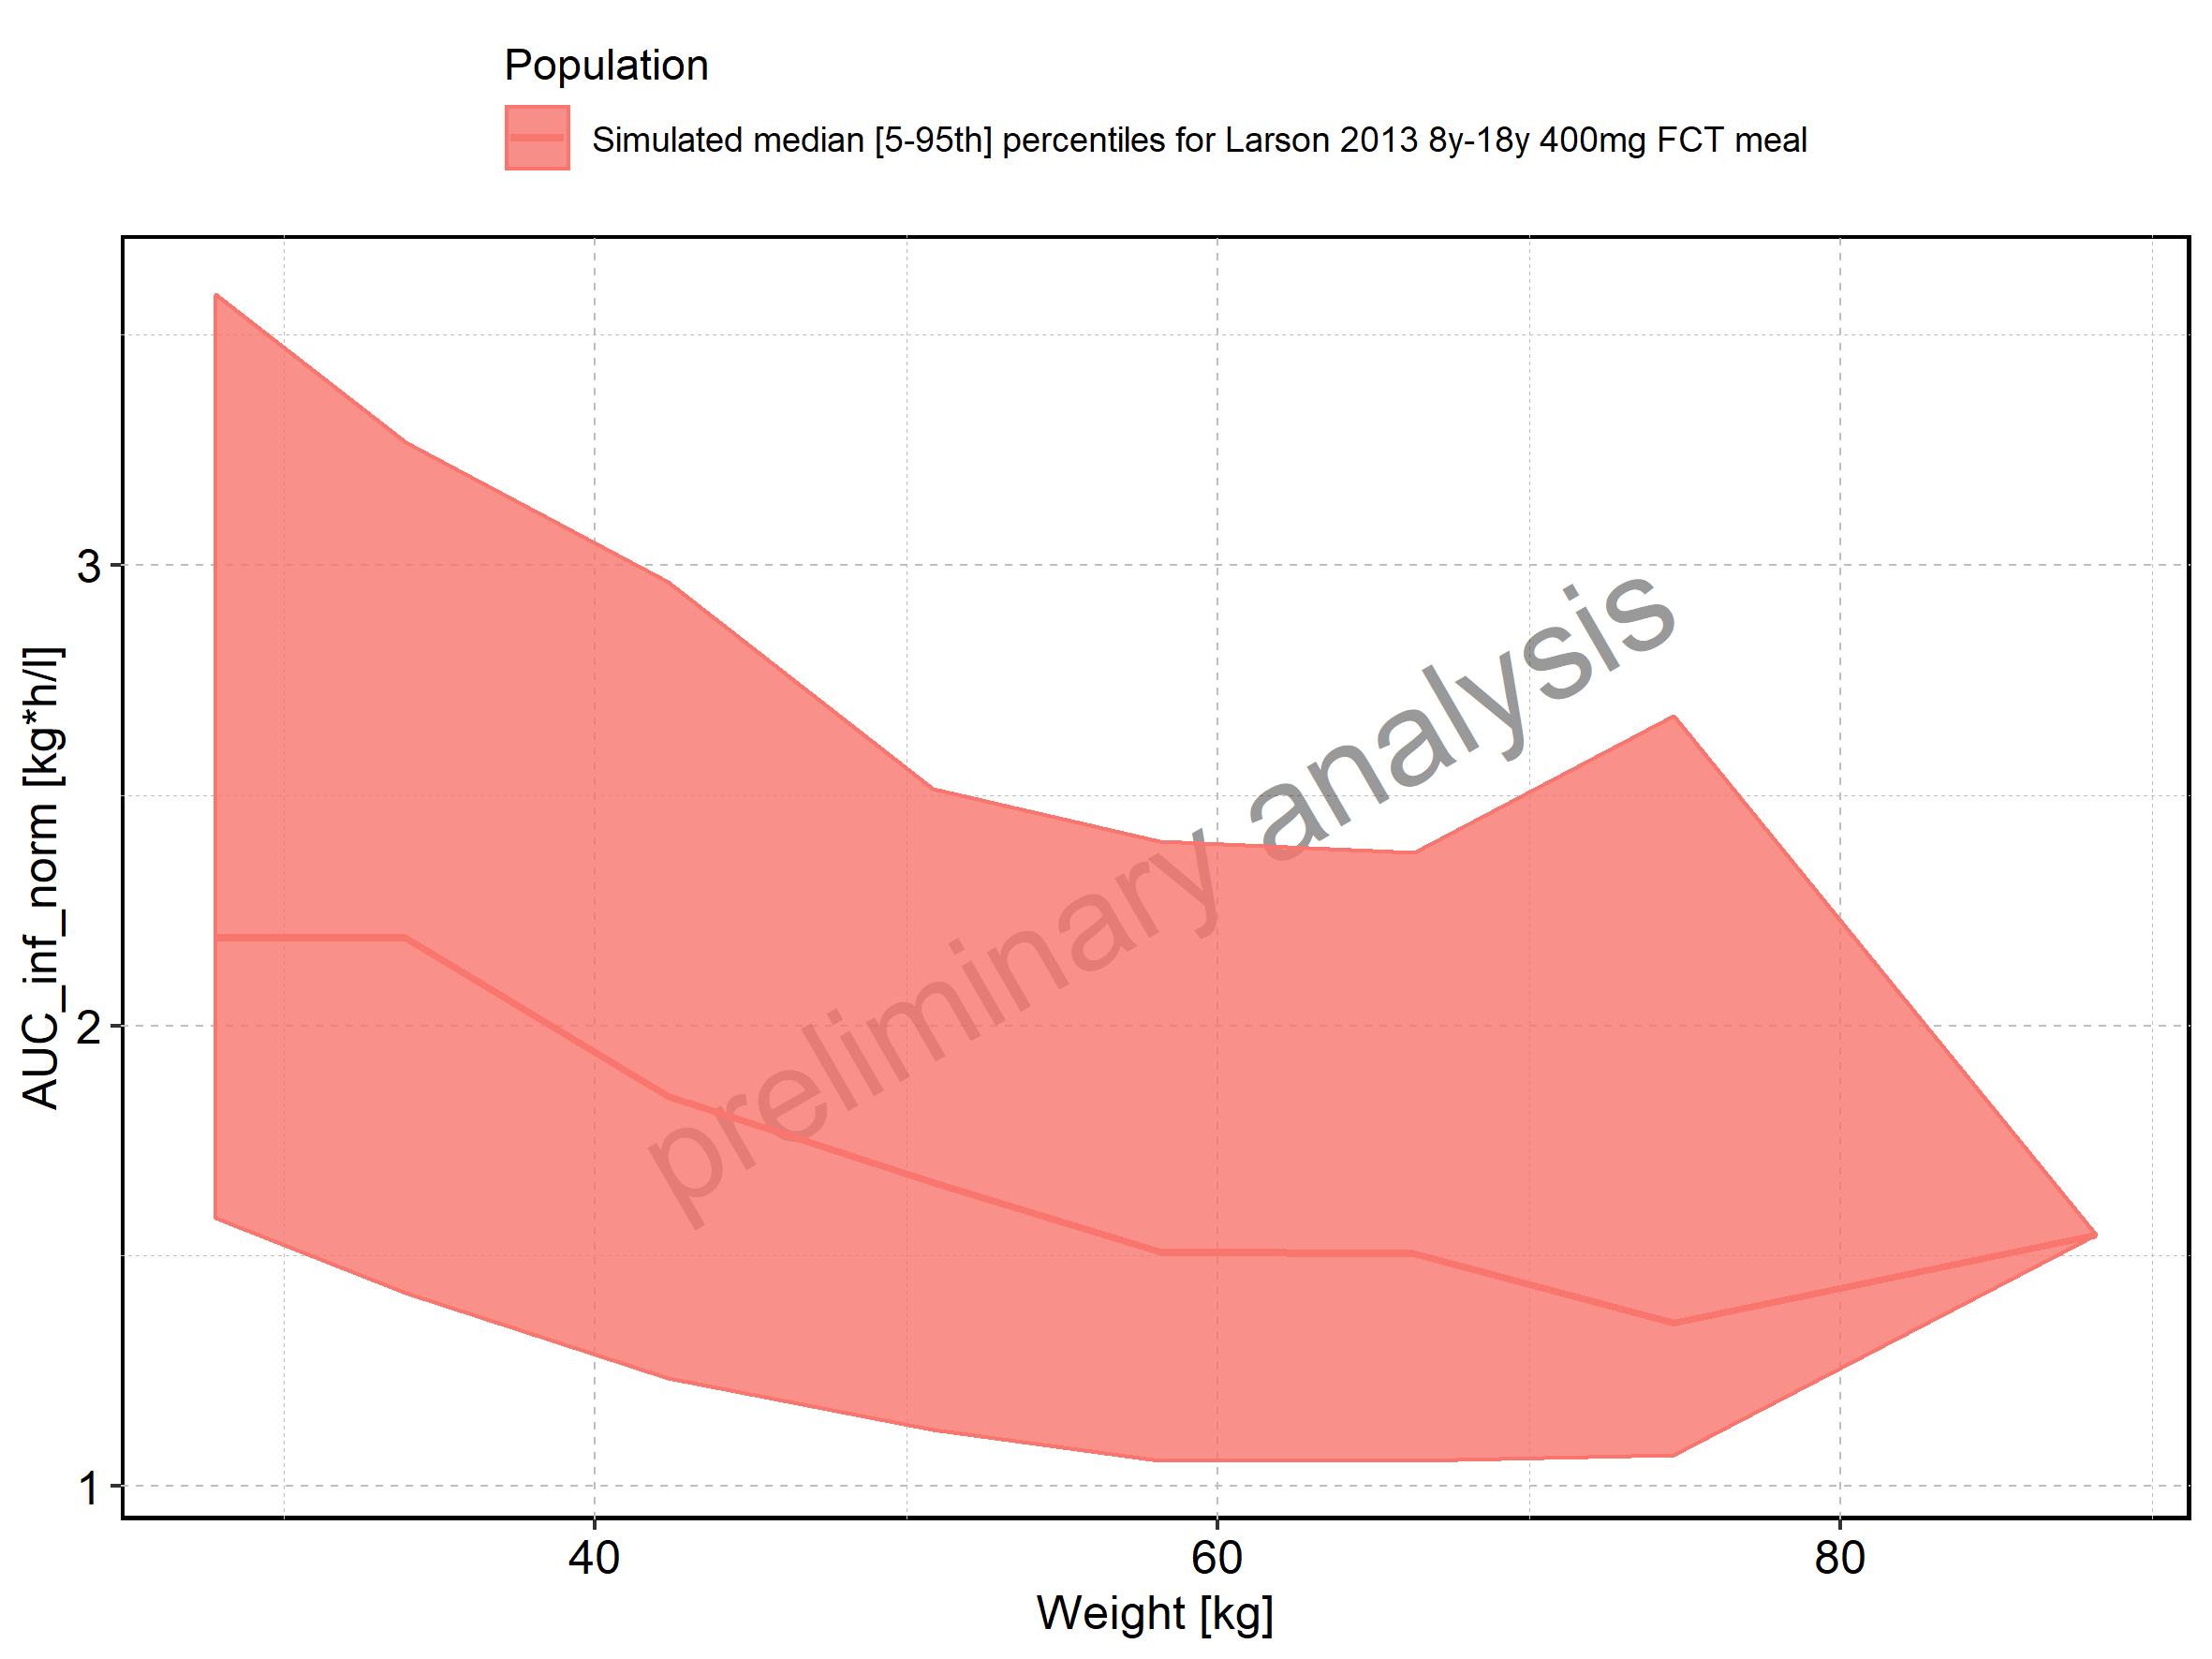 Population
Simulated median [5-95th] percentiles for Larson 2013 8y-18y 400mg FCT meal
AUC_inf_norm [kg*h/l]
3
2
1
preliminary analysis
40
60
80
Weight [kg]